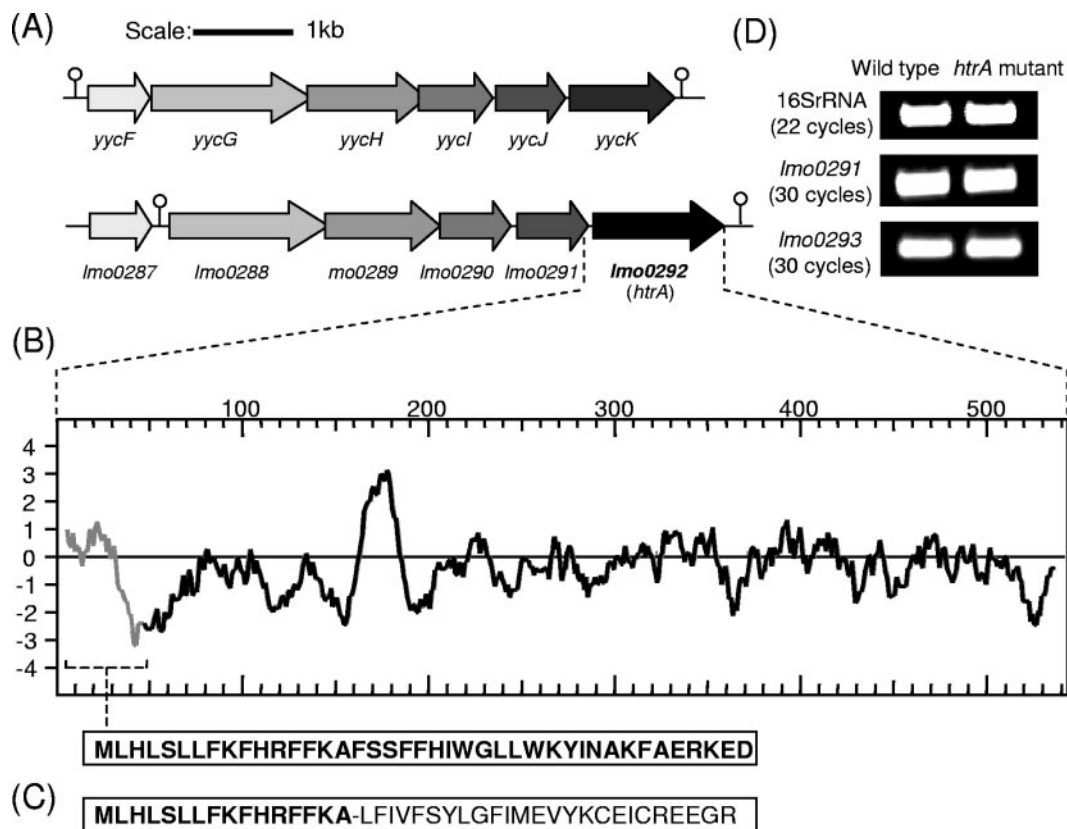 (A)
Scale: 1kb
yycF yycG yycH yycI yycJ yycK
lmo0287 lmo0288 mo0289 lmo0290 lmo0291 lmo0292
(htrA)
(D)
Wild type htrA mutant
16SrRNA
(22 cycles)
lmo0291
(30 cycles)
lmo0293
(30 cycles)
(B)
100 200 300 400 500
4
3
2
1
0
-1
-2
-3
-4
MLHLSLLFKFHRFFKAFSSFFHIWGLLWKYINAKFAERKED
(C)
MLHLSLLFKFHRFFKA-LFIVFSYLGFIMEVYKCEICREEGR